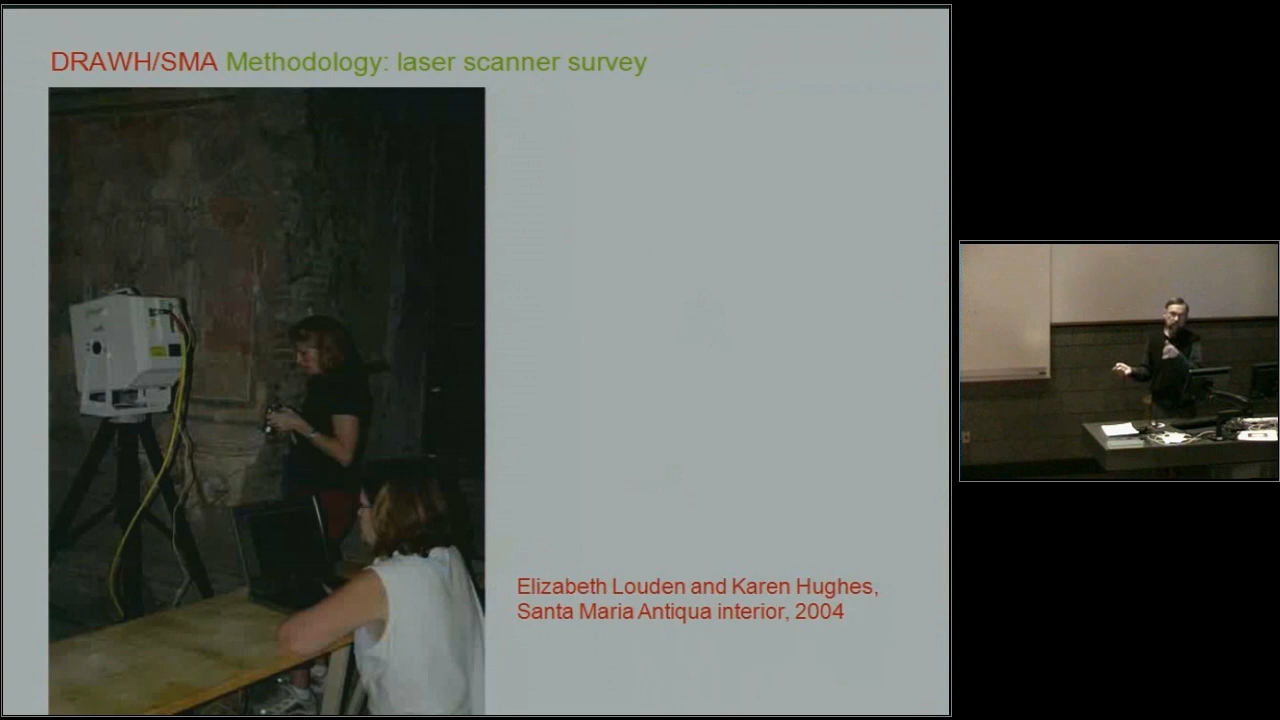 DRAWH/SMA Methodology: laser scanner survey
Elizabeth Louden and Karen Hughes,
Santa Maria Antiqua interior, 2004